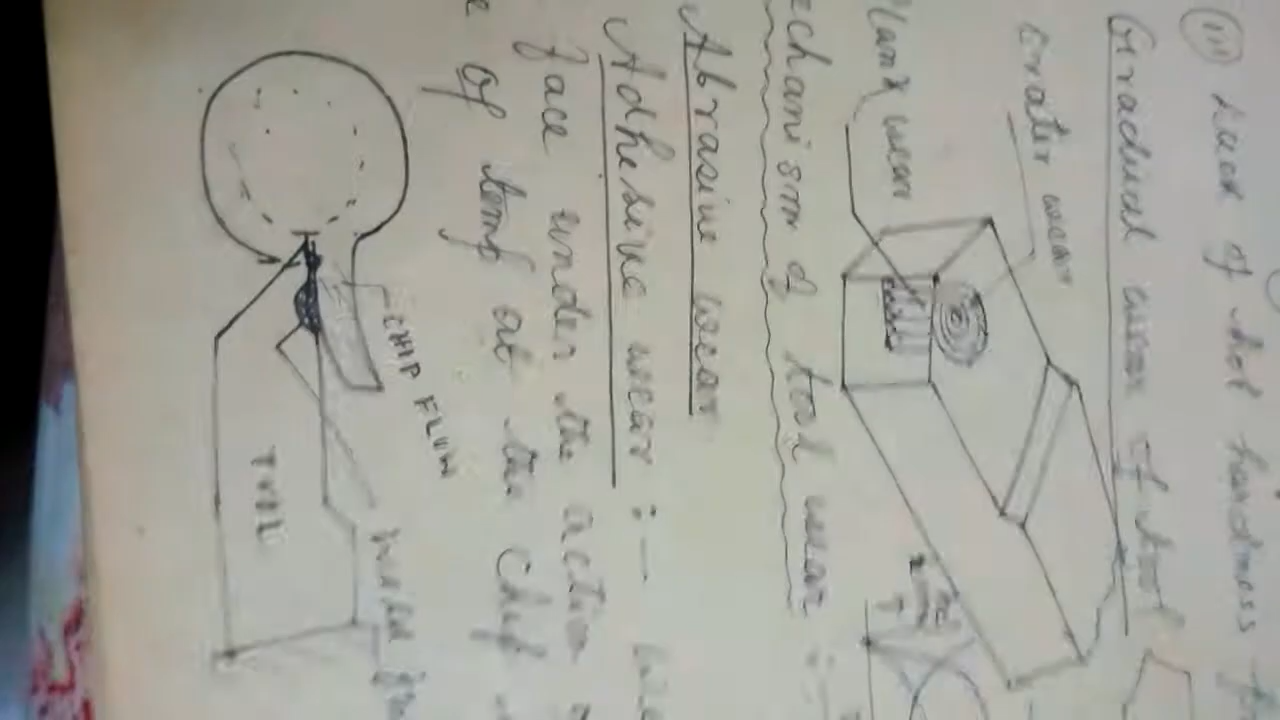 (iii) Lack of hot hardness
Gradual wear of tool
Crater wear
Flank wear
echanism of tool wear :-
Abrasive wear
Adhesive wear :-
face under the action
e of temp at the chip
CHIP FLOW
TOOL